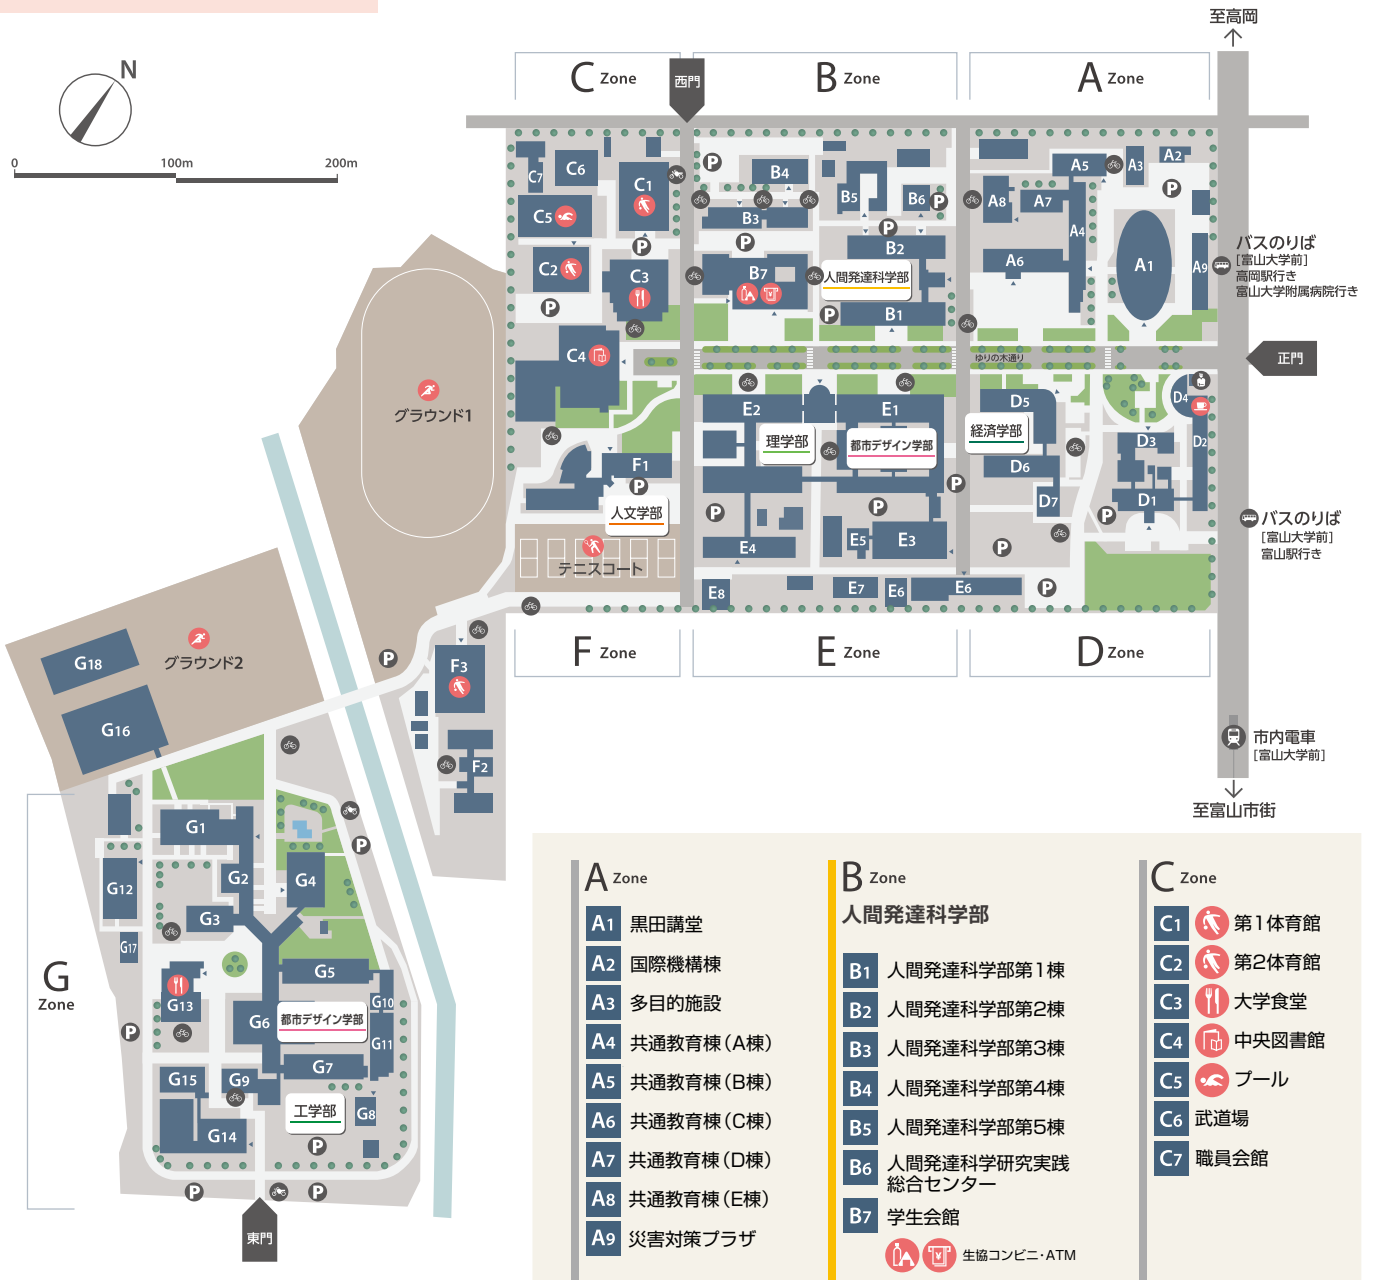 N
0
100m
200m
至高岡
C Zone
西門
B Zone
A Zone
C7
C6
C1
C5
C2
C3
C4
B4
B3
B5
B6
B2
B7
人間発達科学部
B1
A5
A3
A2
A8
A7
A4
A6
A1
A9
バスのりば
[富山大学前]
高岡駅行き
富山大学附属病院行き
ゆりの木通り
正門
グラウンド1
E2
E1
理学部
都市デザイン学部
D5
経済学部
D4
D3
D2
D6
D7
D1
F1
人文学部
バスのりば
[富山大学前]
富山駅行き
E4
E5
E3
テニスコート
E8
E7
E6
E6
F Zone
E Zone
D Zone
グラウンド2
G18
G16
F3
F2
市内電車
[富山大学前]
至富山市街
G1
G2
G4
G12
G3
G17
G5
G Zone
G13
G10
G6
都市デザイン学部
G11
G7
G15
G9
工学部
G8
G14
東門
A Zone
A1 黒田講堂
A2 国際機構棟
A3 多目的施設
A4 共通教育棟(A棟)
A5 共通教育棟(B棟)
A6 共通教育棟(C棟)
A7 共通教育棟(D棟)
A8 共通教育棟(E棟)
A9 災害対策プラザ
B Zone
人間発達科学部
B1 人間発達科学部第1棟
B2 人間発達科学部第2棟
B3 人間発達科学部第3棟
B4 人間発達科学部第4棟
B5 人間発達科学部第5棟
B6 人間発達科学研究実践
総合センター
B7 学生会館
生協コンビニ・ATM
C Zone
C1 第1体育館
C2 第2体育館
C3 大学食堂
C4 中央図書館
C5 プール
C6 武道場
C7 職員会館